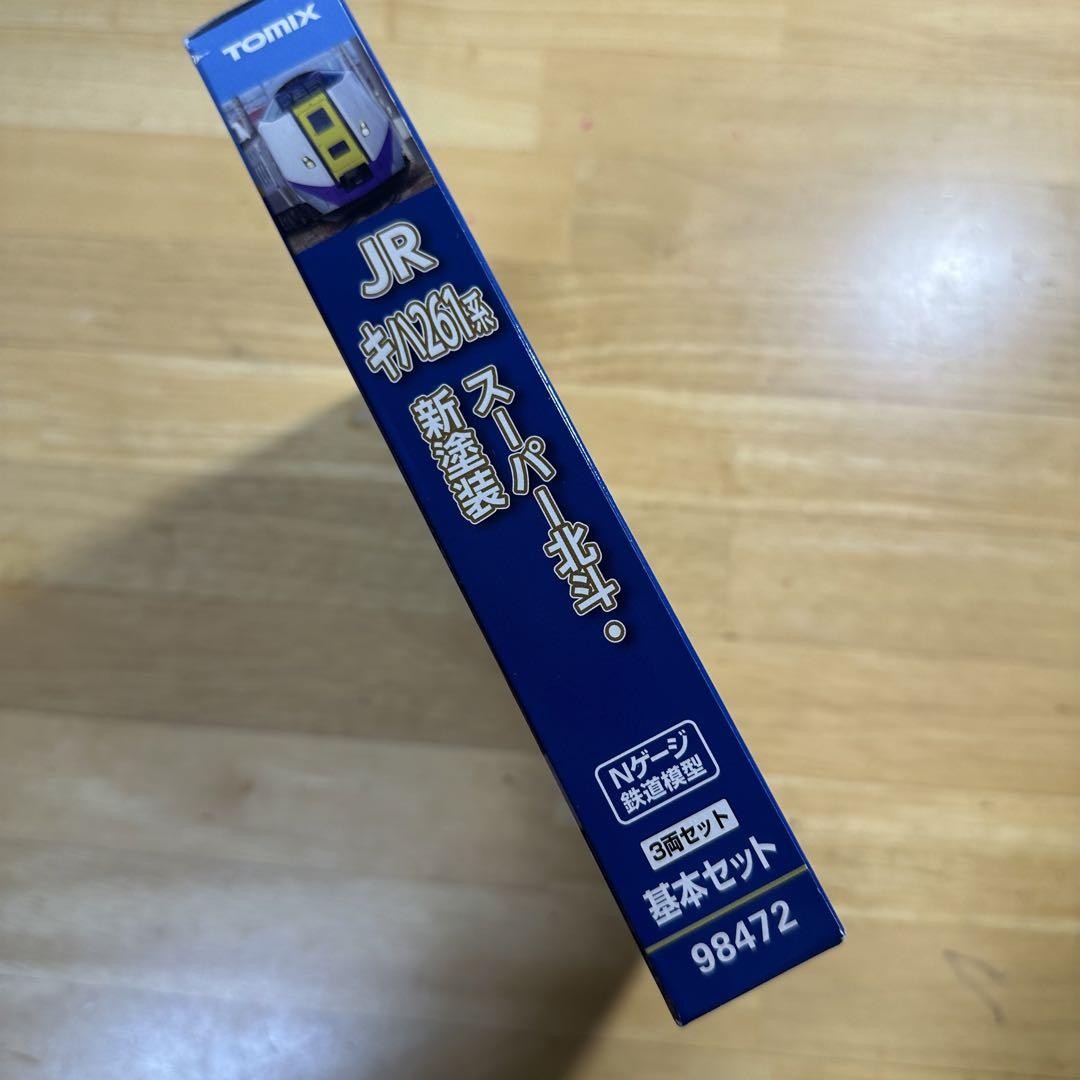 TOMIX
JR
キハ261系
スーパー北斗・
新塗装
Nゲージ
鉄道模型
3両セット
基本セット
98472